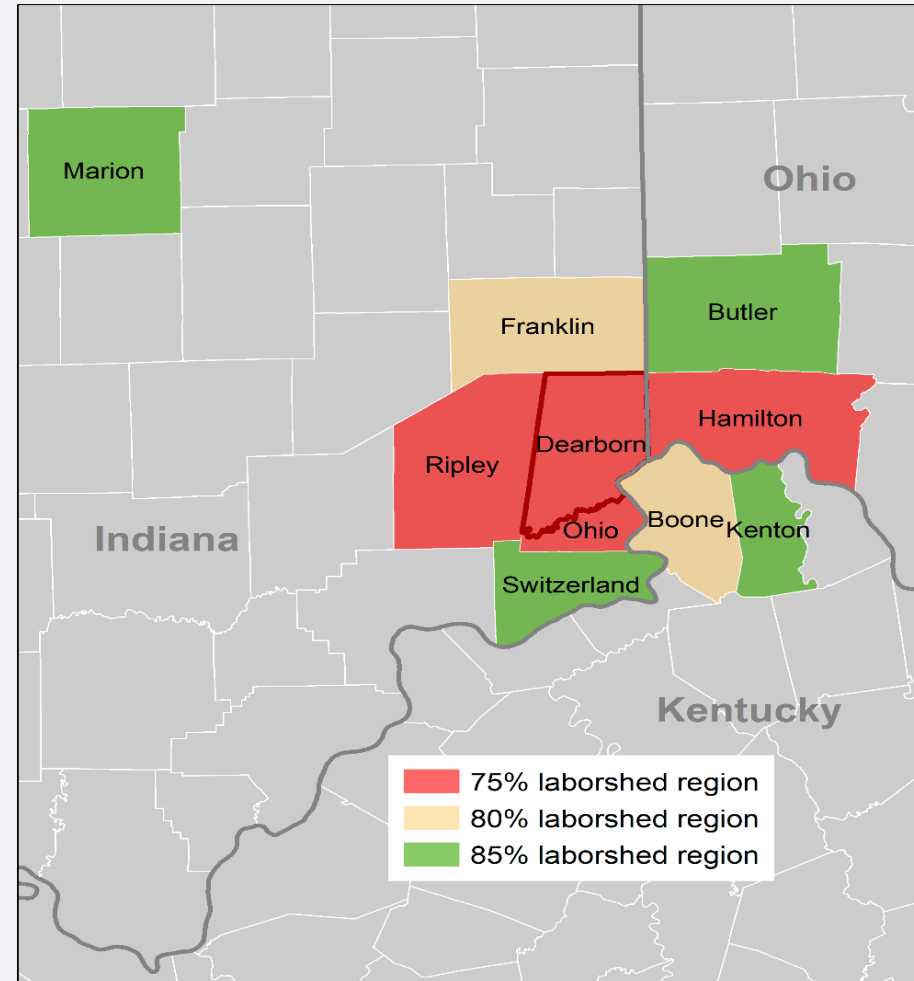 Marion
Ohio
Butler
Franklin
Hamilton
Dearborn
Ripley
Boone
Ohio
Kenton
Indiana
Switzerland
Kentucky
75% laborshed region
80% laborshed region
85% laborshed region